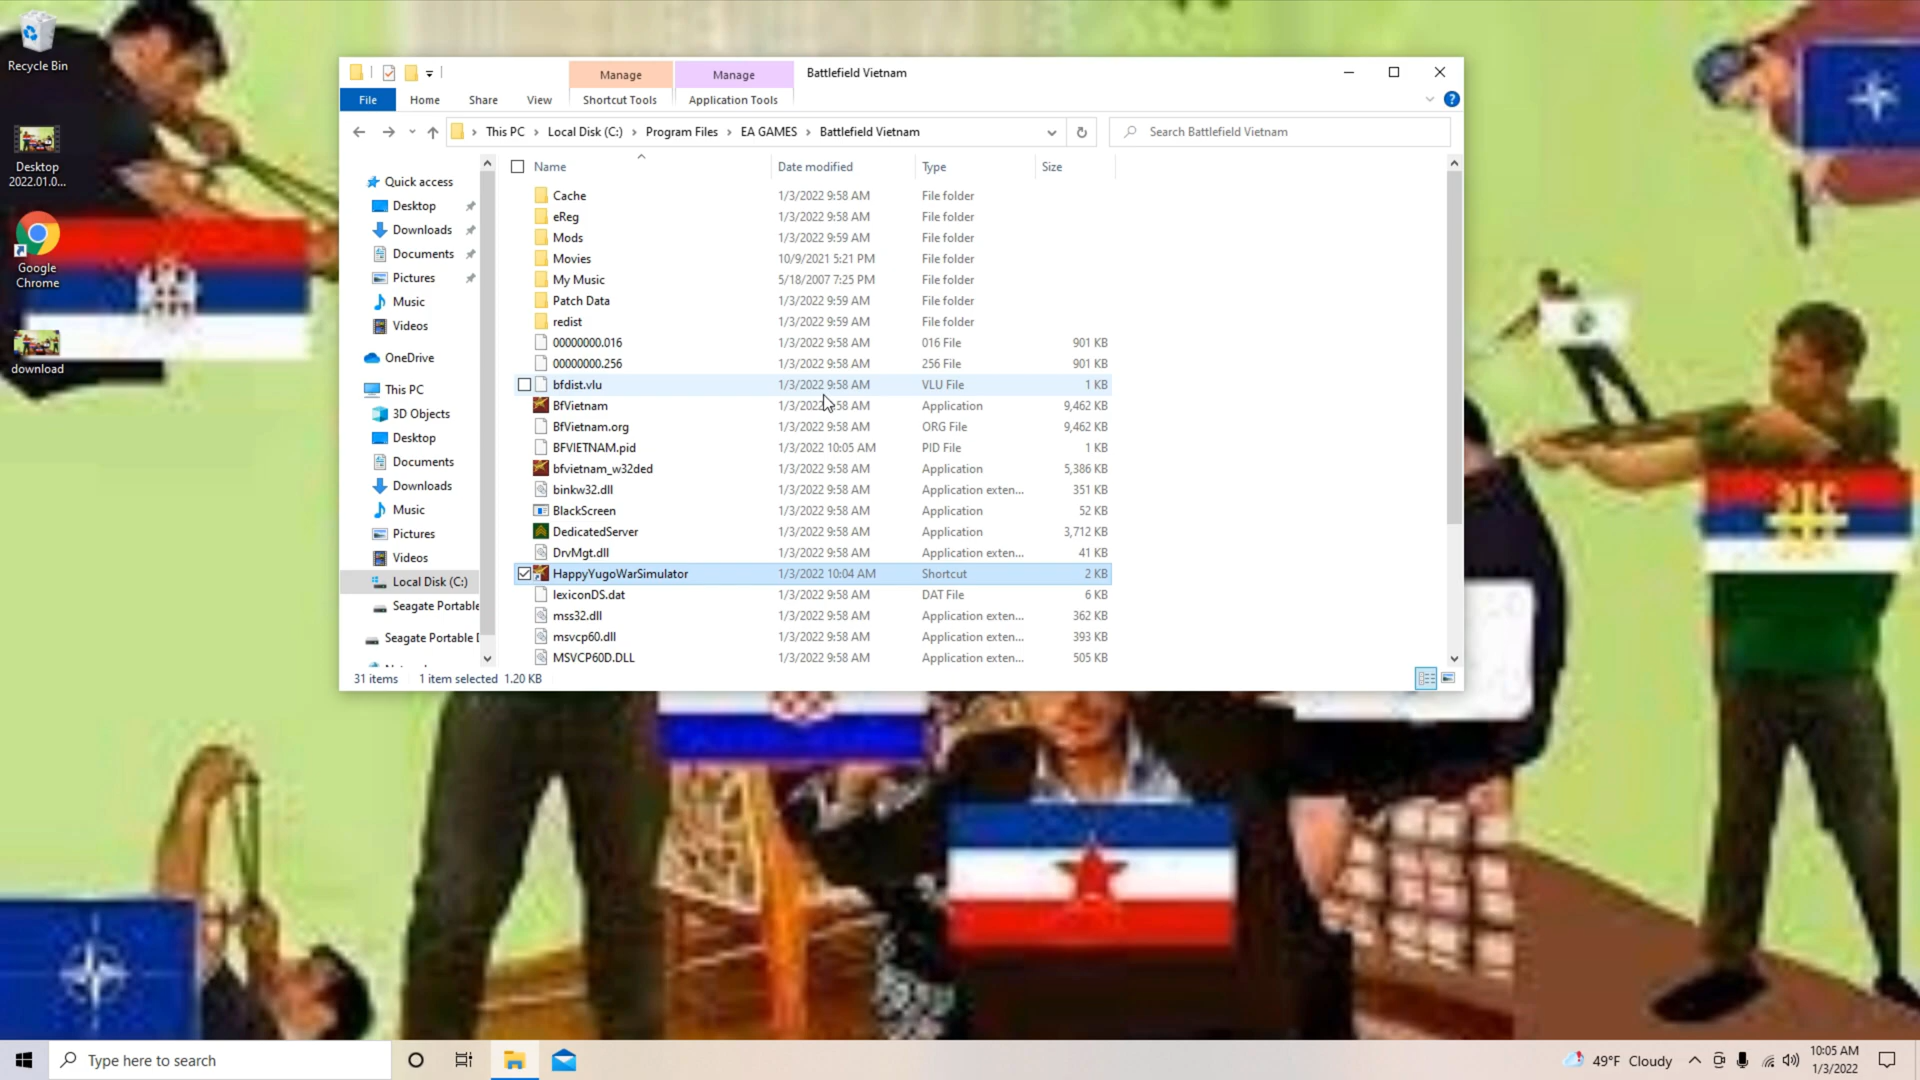 Recycle Bin
Desktop
2022.01.0...
Google
Chrome
download
Manage
Manage
Battlefield Vietnam
File
Home
Share
View
Shortcut Tools
Application Tools
?
This PC > Local Disk (C:) > Program Files > EA GAMES > Battlefield Vietnam
Search Battlefield Vietnam
Quick access
Desktop
Downloads
Documents
Pictures
Music
Videos
OneDrive
This PC
3D Objects
Desktop
Documents
Downloads
Music
Pictures
Videos
Local Disk (C:)
Seagate Portable
Seagate Portable
Name Date modified Type Size
Cache 1/3/2022 9:58 AM File folder
eReg 1/3/2022 9:58 AM File folder
Mods 1/3/2022 9:59 AM File folder
Movies 10/9/2021 5:21 PM File folder
My Music 5/18/2007 7:25 PM File folder
Patch Data 1/3/2022 9:59 AM File folder
redist 1/3/2022 9:59 AM File folder
00000000.016 1/3/2022 9:58 AM 016 File 901 KB
00000000.256 1/3/2022 9:58 AM 256 File 901 KB
bfdist.vlu 1/3/2022 9:58 AM VLU File 1 KB
BfVietnam 1/3/2022 9:58 AM Application 9,462 KB
BfVietnam.org 1/3/2022 9:58 AM ORG File 9,462 KB
BFVIETNAM.pid 1/3/2022 10:05 AM PID File 1 KB
bfvietnam_w32ded 1/3/2022 9:58 AM Application 5,386 KB
binkw32.dll 1/3/2022 9:58 AM Application exten... 351 KB
BlackScreen 1/3/2022 9:58 AM Application 52 KB
DedicatedServer 1/3/2022 9:58 AM Application 3,712 KB
DrvMgt.dll 1/3/2022 9:58 AM Application exten... 41 KB
HappyYugoWarSimulator 1/3/2022 10:04 AM Shortcut 2 KB
lexiconDS.dat 1/3/2022 9:58 AM DAT File 6 KB
mss32.dll 1/3/2022 9:58 AM Application exten... 362 KB
msvcp60.dll 1/3/2022 9:58 AM Application exten... 393 KB
MSVCP60D.DLL 1/3/2022 9:58 AM Application exten... 505 KB
31 items 1 item selected 1.20 KB
Type here to search
49°F Cloudy
10:05 AM
1/3/2022